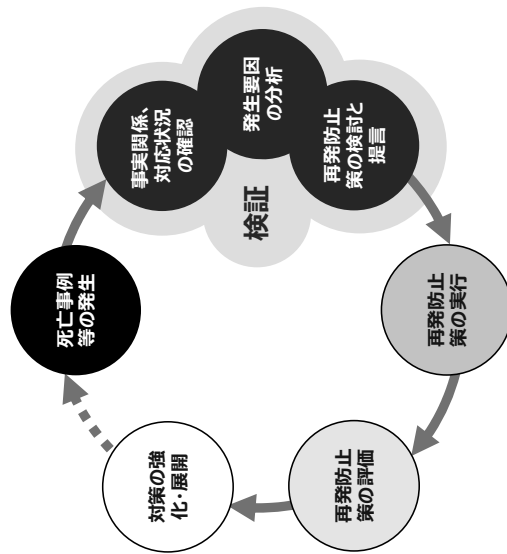 死亡事例
等の発生
事実関係、
対応状況
の確認
発生要因
の分析
再発防止
策の検討と
提言
検証
再発防止
策の実行
再発防止
策の評価
対策の強
化・展開